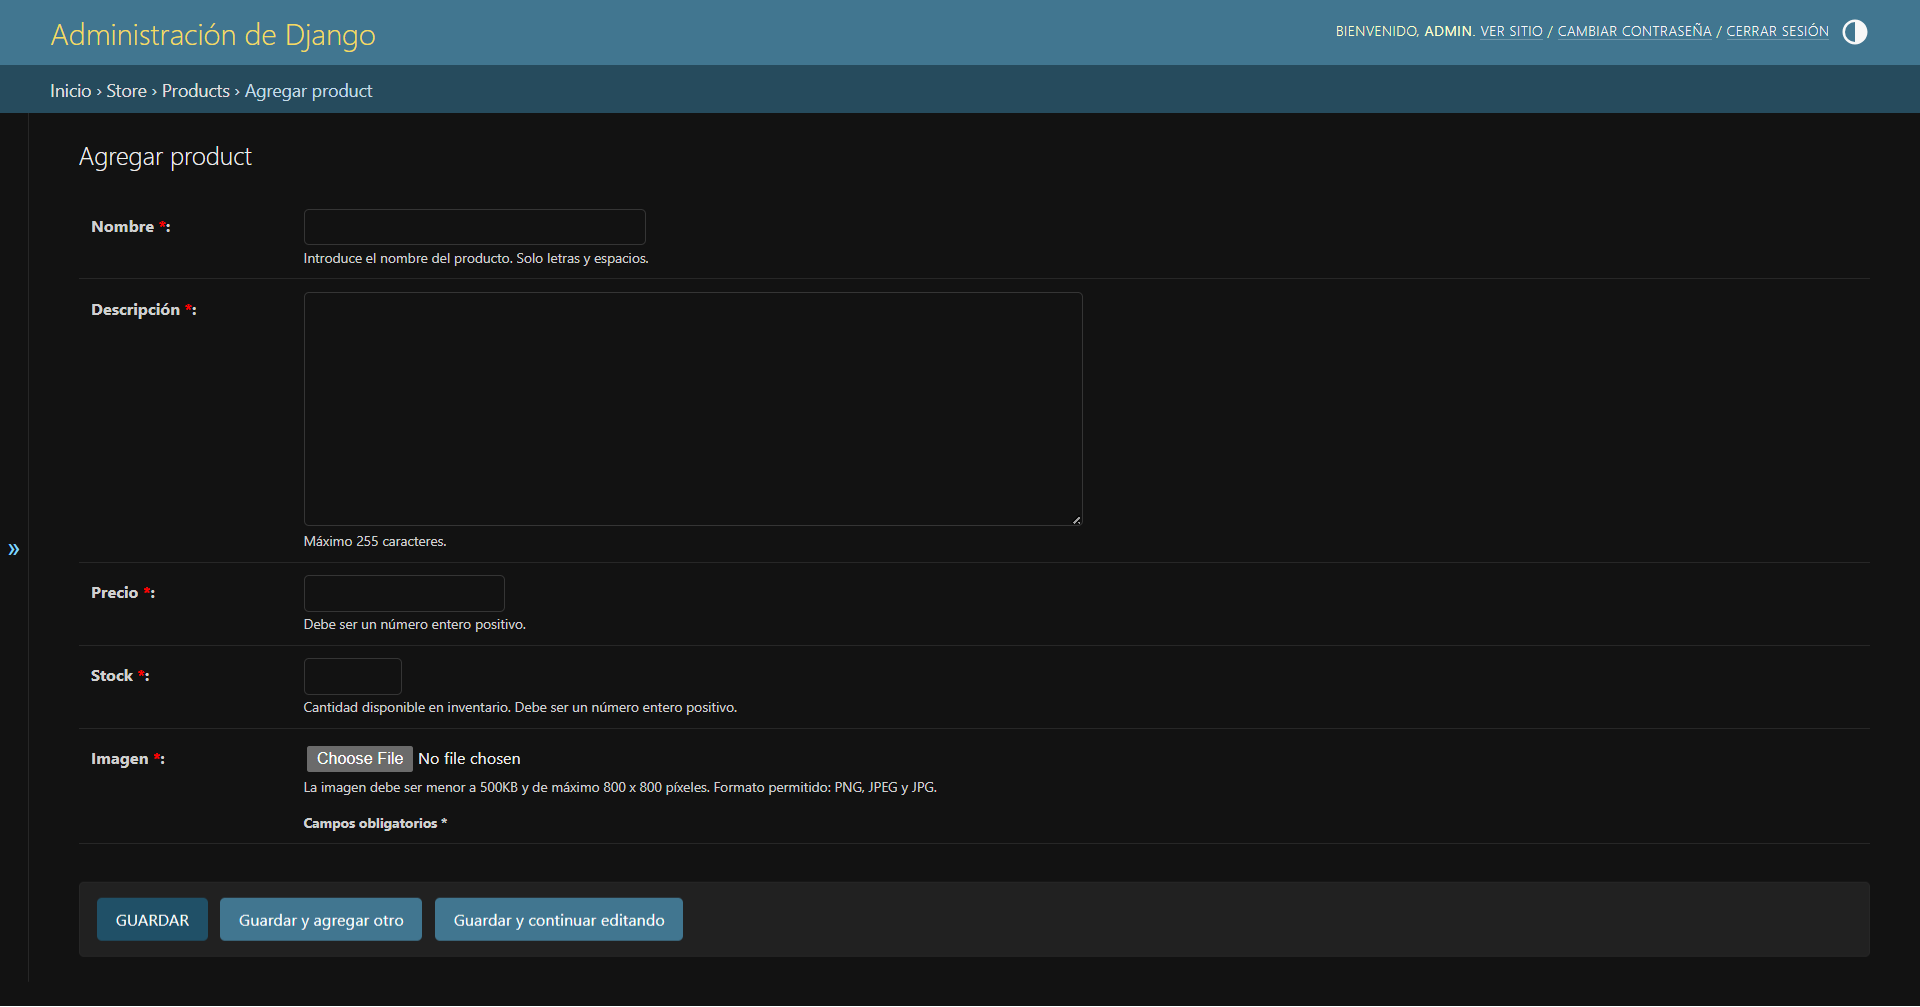 Administración de Django
BIENVENIDO, ADMIN. VER SITIO / CAMBIAR CONTRASEÑA / CERRAR SESIÓN
Inicio › Store › Products › Agregar product
Agregar product
Nombre *:
Introduce el nombre del producto. Solo letras y espacios.
Descripción *:
Máximo 255 caracteres.
»
Precio *:
Debe ser un número entero positivo.
Stock *:
Cantidad disponible en inventario. Debe ser un número entero positivo.
Imagen *:
Choose File No file chosen
La imagen debe ser menor a 500KB y de máximo 800 x 800 píxeles. Formato permitido: PNG, JPEG y JPG.
Campos obligatorios *
GUARDAR Guardar y agregar otro Guardar y continuar editando